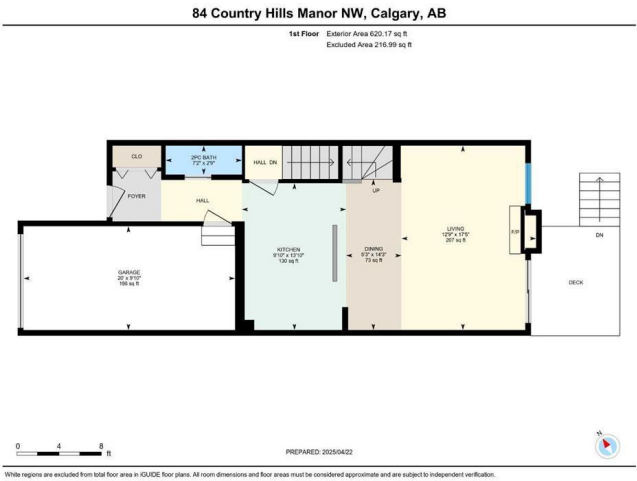 84 Country Hills Manor NW, Calgary, AB
1st Floor Exterior Area 620.17 sq ft
Excluded Area 216.99 sq ft
CLO
2PC BATH
7'2" x 2'9"
HALL DN
FOYER
HALL
UP
LIVING
12'9" x 17'5"
207 sq ft
F/P
DN
KITCHEN
9'10" x 13'10"
130 sq ft
DINING
5'3" x 14'3"
73 sq ft
GARAGE
20' x 9'10"
198 sq ft
DECK
0 4 8
ft
PREPARED: 2025/04/22
N
White regions are excluded from total floor area in iGUIDE floor plans. All room dimensions and floor areas must be considered approximate and are subject to independent verification.